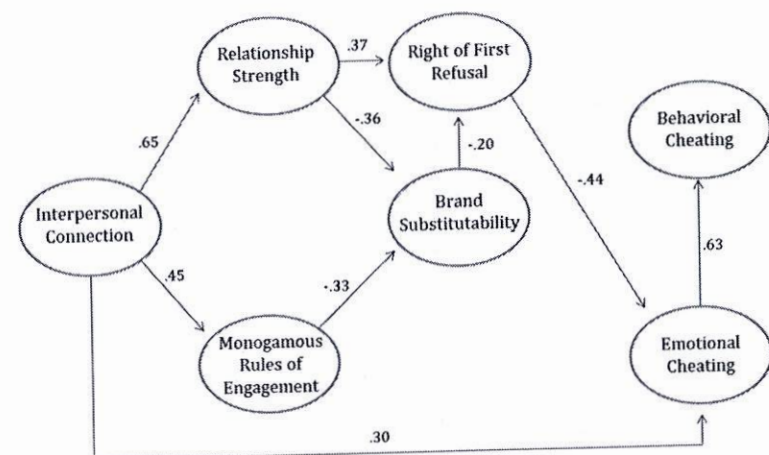 Relationship
Strength
.37
Right of First
Refusal
Behavioral
Cheating
-.36
-.20
.65
-.44
Interpersonal
Connection
Brand
Substitutability
.63
.45
-.33
Monogamous
Rules of
Engagement
Emotional
Cheating
.30